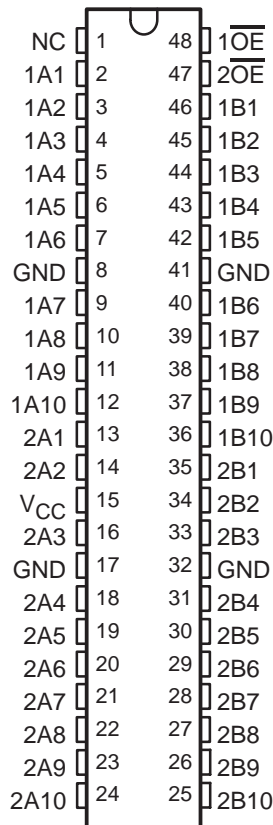 NC 1 48 1O̅E̅
1A1 2 47 2O̅E̅
1A2 3 46 1B1
1A3 4 45 1B2
1A4 5 44 1B3
1A5 6 43 1B4
1A6 7 42 1B5
GND 8 41 GND
1A7 9 40 1B6
1A8 10 39 1B7
1A9 11 38 1B8
1A10 12 37 1B9
2A1 13 36 1B10
2A2 14 35 2B1
VCC 15 34 2B2
2A3 16 33 2B3
GND 17 32 GND
2A4 18 31 2B4
2A5 19 30 2B5
2A6 20 29 2B6
2A7 21 28 2B7
2A8 22 27 2B8
2A9 23 26 2B9
2A10 24 25 2B10